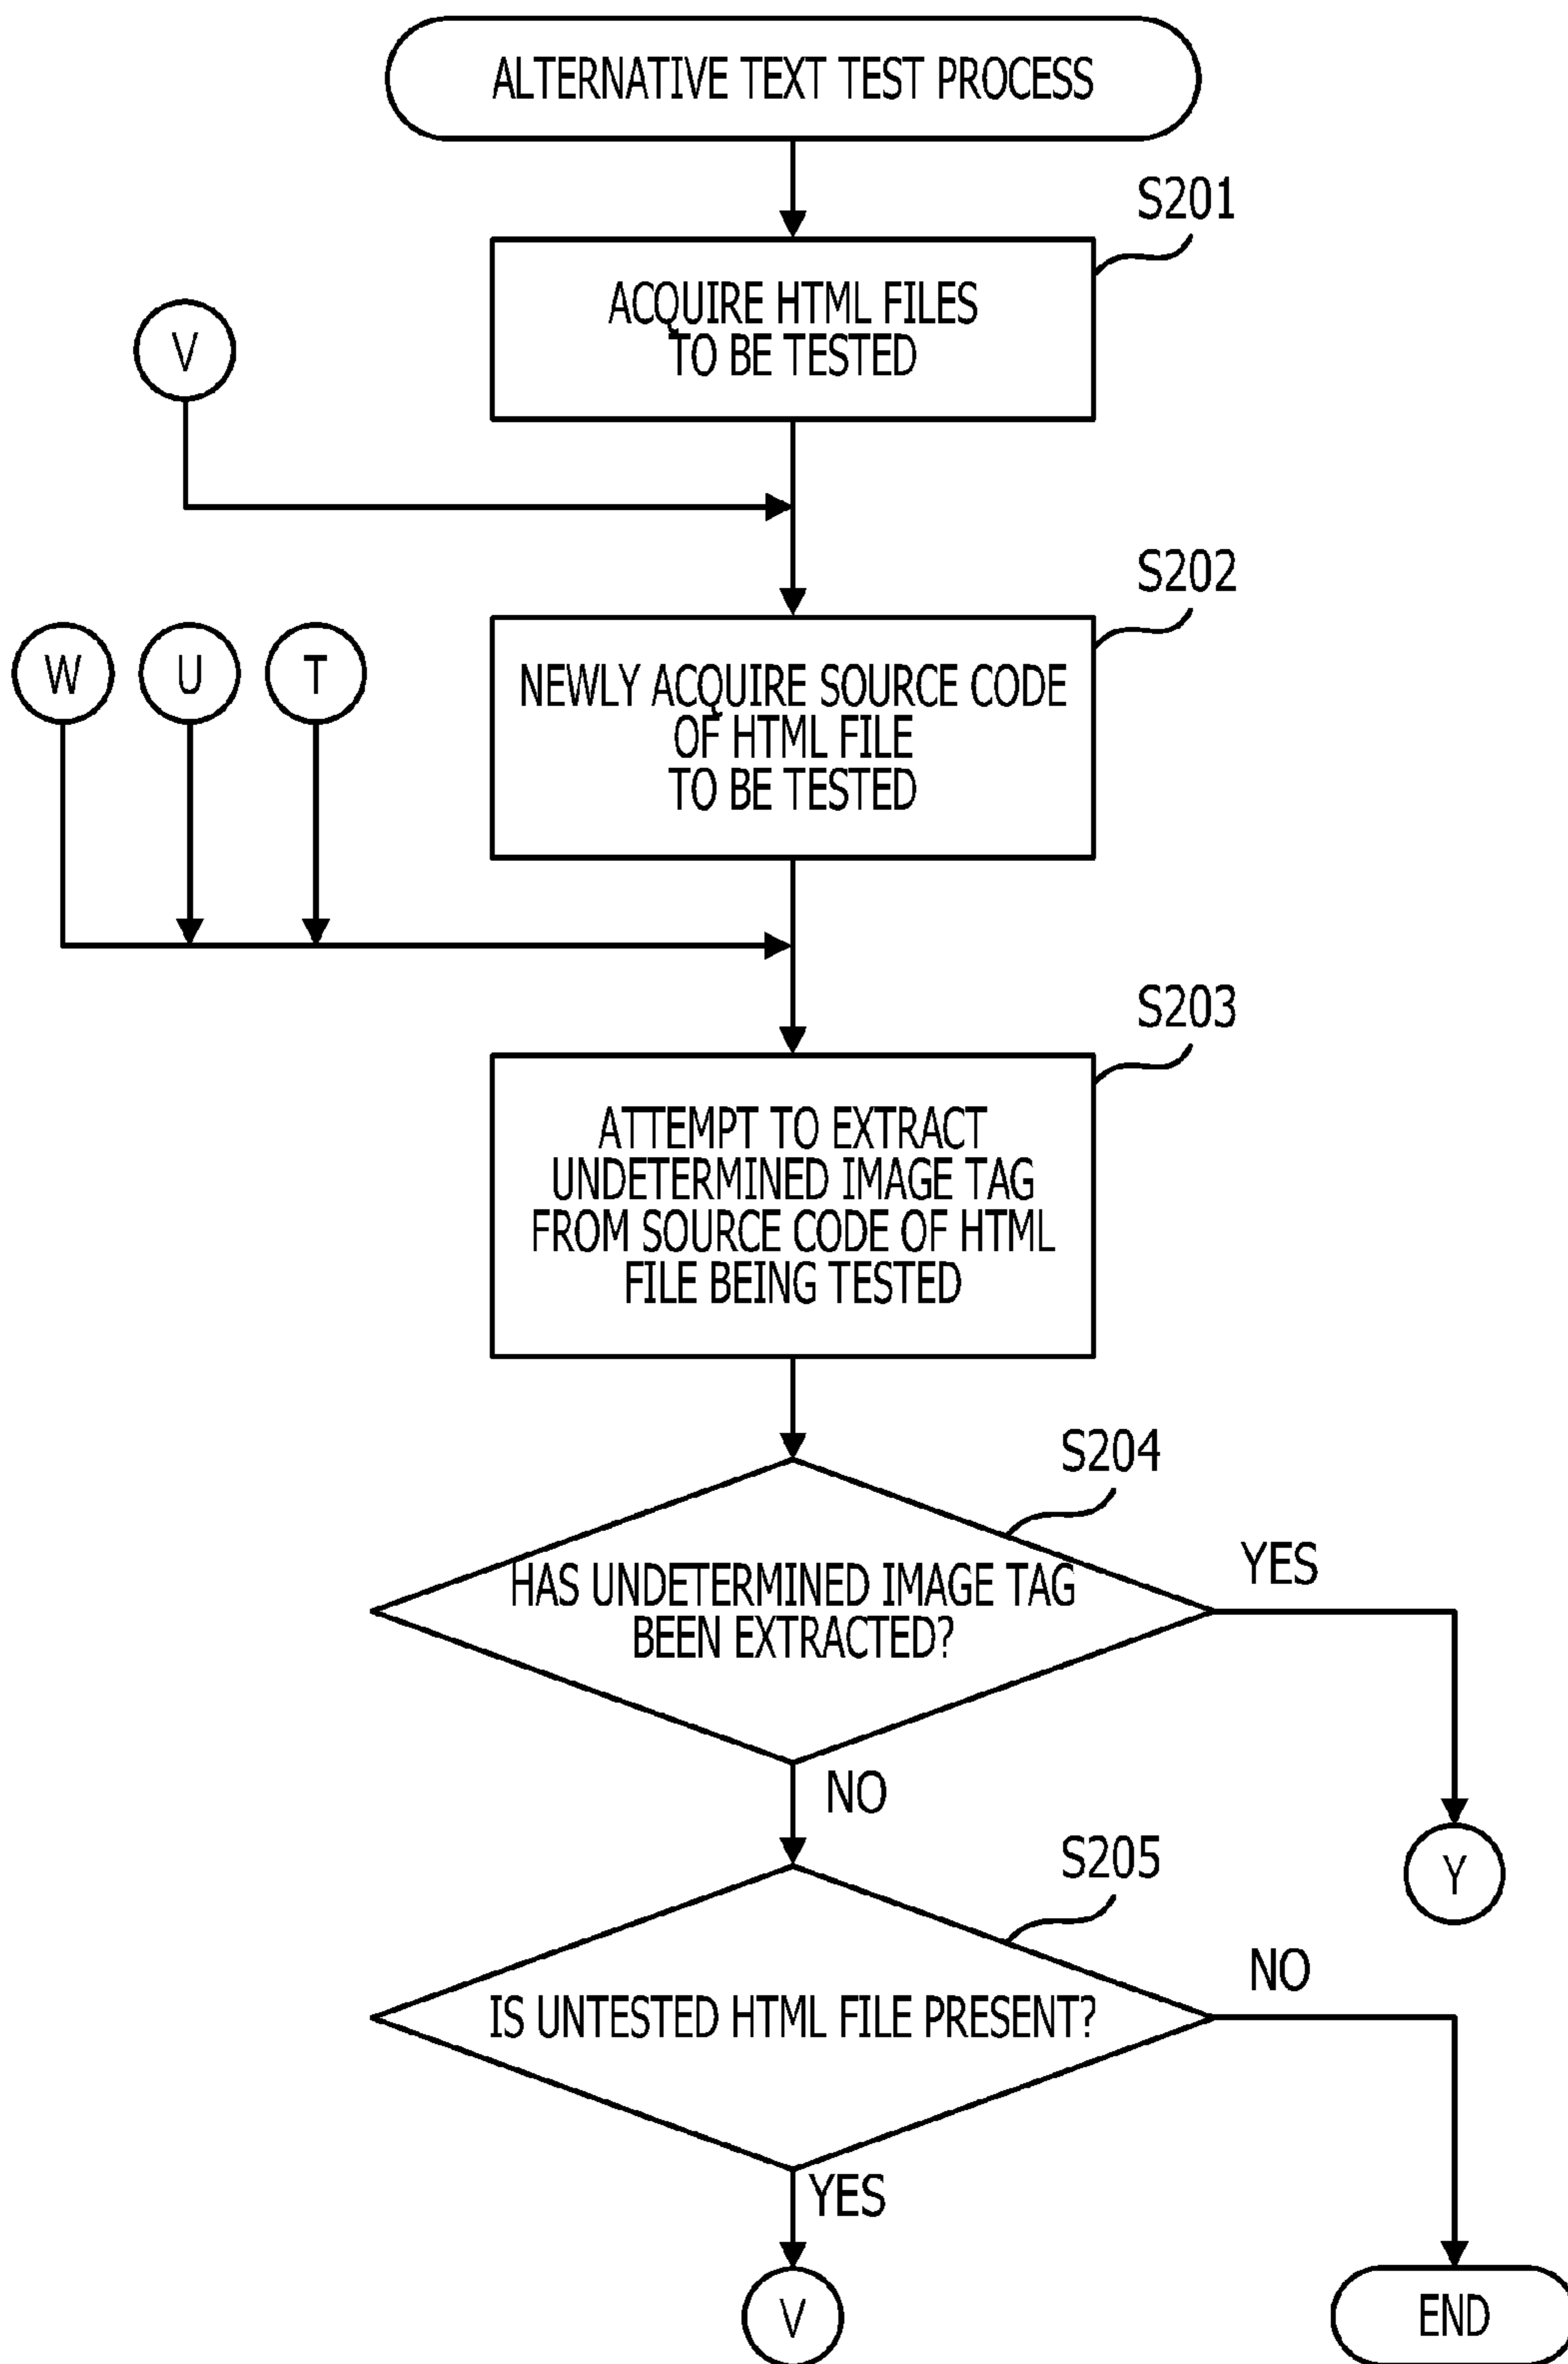 ALTERNATIVE TEXT TEST PROCESS
S201
ACQUIRE HTML FILES
TO BE TESTED
V
S202
NEWLY ACQUIRE SOURCE CODE
OF HTML FILE
TO BE TESTED
W
U
T
S203
ATTEMPT TO EXTRACT
UNDETERMINED IMAGE TAG
FROM SOURCE CODE OF HTML
FILE BEING TESTED
S204
HAS UNDETERMINED IMAGE TAG
BEEN EXTRACTED?
YES
NO
Y
S205
IS UNTESTED HTML FILE PRESENT?
NO
YES
V
END